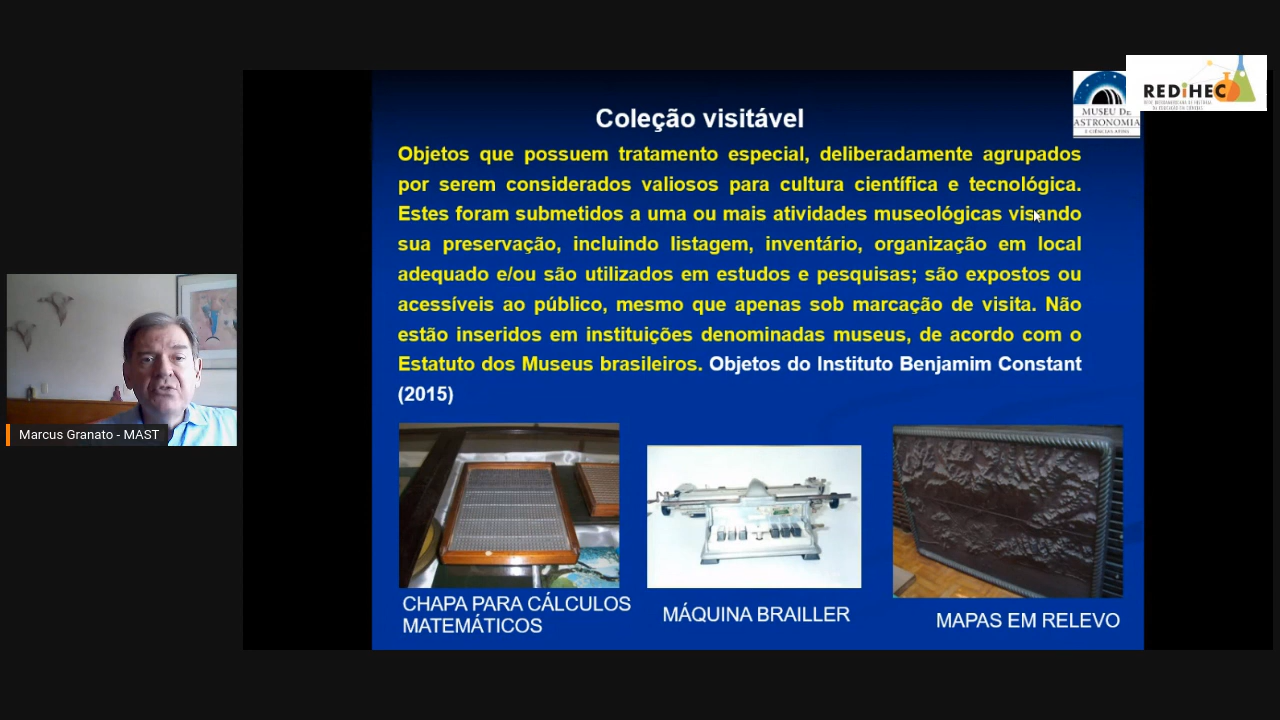 Coleção visitável
Objetos que possuem tratamento especial, deliberadamente agrupados
por serem considerados valiosos para cultura científica e tecnológica.
Estes foram submetidos a uma ou mais atividades museológicas visando
sua preservação, incluindo listagem, inventário, organização em local
adequado e/ou são utilizados em estudos e pesquisas; são expostos ou
acessíveis ao público, mesmo que apenas sob marcação de visita. Não
estão inseridos em instituições denominadas museus, de acordo com o
Estatuto dos Museus brasileiros. Objetos do Instituto Benjamim Constant
(2015)
CHAPA PARA CÁLCULOS
MATEMÁTICOS
MÁQUINA BRAILLER
MAPAS EM RELEVO
MUSEU DE
ASTRONOMIA
E CIÊNCIAS AFINS
REDiHEC
Marcus Granato - MAST